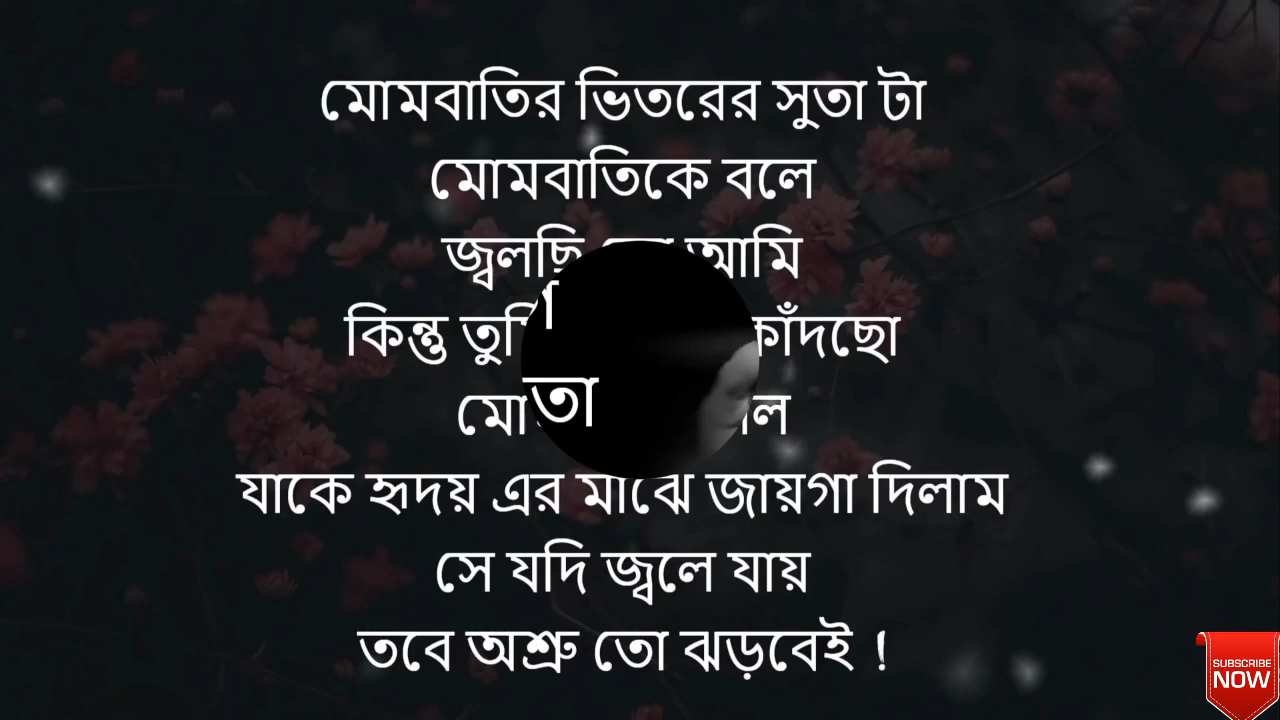 মোমবাতির ভিতরের সুতা টা
মোমবাতিকে বলে
জ্বলছি আমি
কিন্তু কাঁদছো
তা
যাকে হৃদয় এর মাঝে জায়গা দিলাম
সে যদি জ্বলে যায়
তবে অশ্রু তো ঝড়বেই !
SUBSCRIBE
NOW